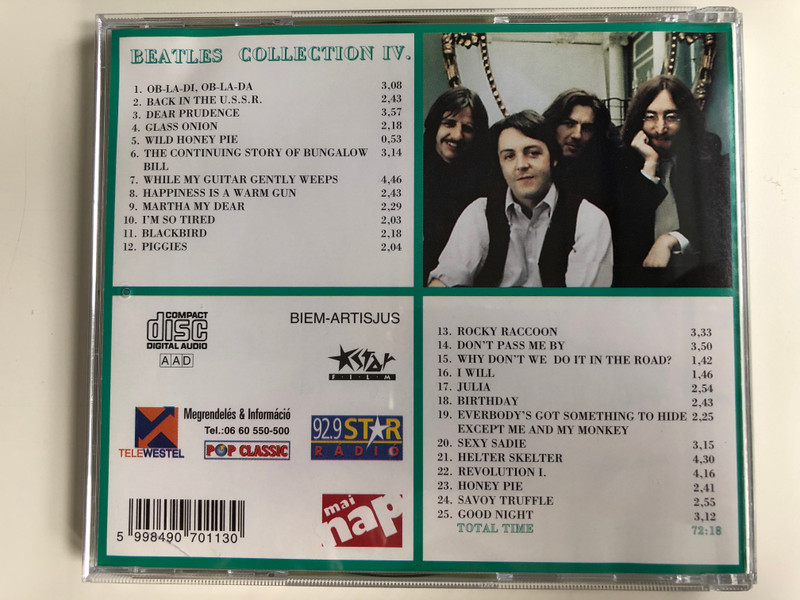 BEATLES COLLECTION IV.
1. OB-LA-DI, OB-LA-DA 3,08
2. BACK IN THE U.S.S.R. 2,43
3. DEAR PRUDENCE 3,57
4. GLASS ONION 2,18
5. WILD HONEY PIE 0,53
6. THE CONTINUING STORY OF BUNGALOW 3,14
BILL
7. WHILE MY GUITAR GENTLY WEEPS 4,46
8. HAPPINESS IS A WARM GUN 2,43
9. MARTHA MY DEAR 2,29
10. I'M SO TIRED 2,03
11. BLACKBIRD 2,18
12. PIGGIES 2,04
COMPACT
disc
DIGITAL AUDIO
AAD
BIEM-ARTISJUS
Star
FILM
TELEWESTEL
Megrendelés & Információ
Tel.:06 60 550-500
POP CLASSIC
92.9 STAR
RÁDIÓ
5 998490 701130
mai
nap
13. ROCKY RACCOON 3,33
14. DON'T PASS ME BY 3,50
15. WHY DON'T WE DO IT IN THE ROAD? 1,42
16. I WILL 1,46
17. JULIA 2,54
18. BIRTHDAY 2,43
19. EVERBODY'S GOT SOMETHING TO HIDE 2,25
EXCEPT ME AND MY MONKEY
20. SEXY SADIE 3,15
21. HELTER SKELTER 4,30
22. REVOLUTION 1. 4,16
23. HONEY PIE 2,41
24. SAVOY TRUFFLE 2,55
25. GOOD NIGHT 3,12
TOTAL TIME 72:18